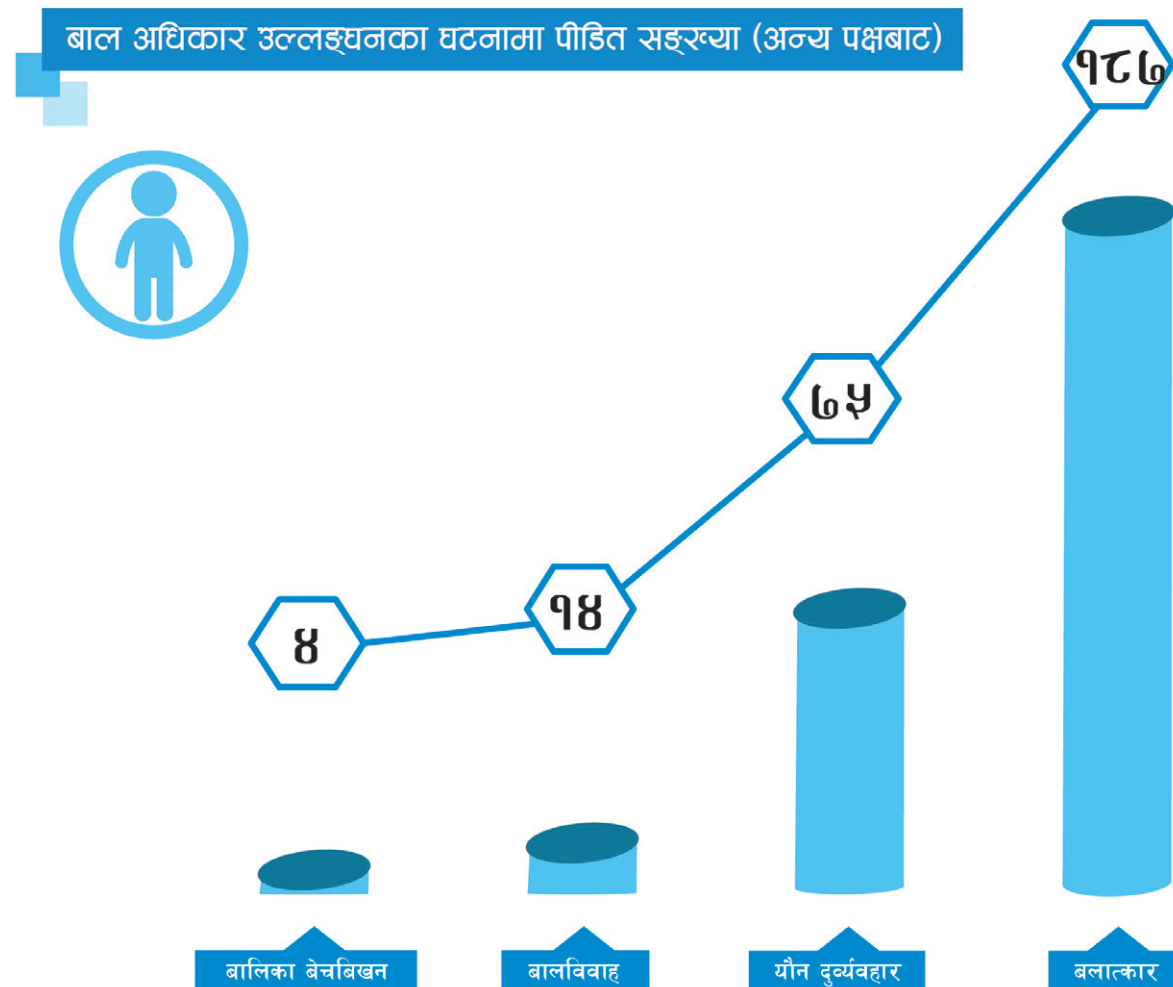 बाल अधिकार उल्लङ्घनका घटनामा पीडित सङ्ख्या (अन्य पक्षबाट)
१८७
७५
१४
४
बालिका बेचबिखन
बालविवाह
यौन दुर्व्यवहार
बलात्कार